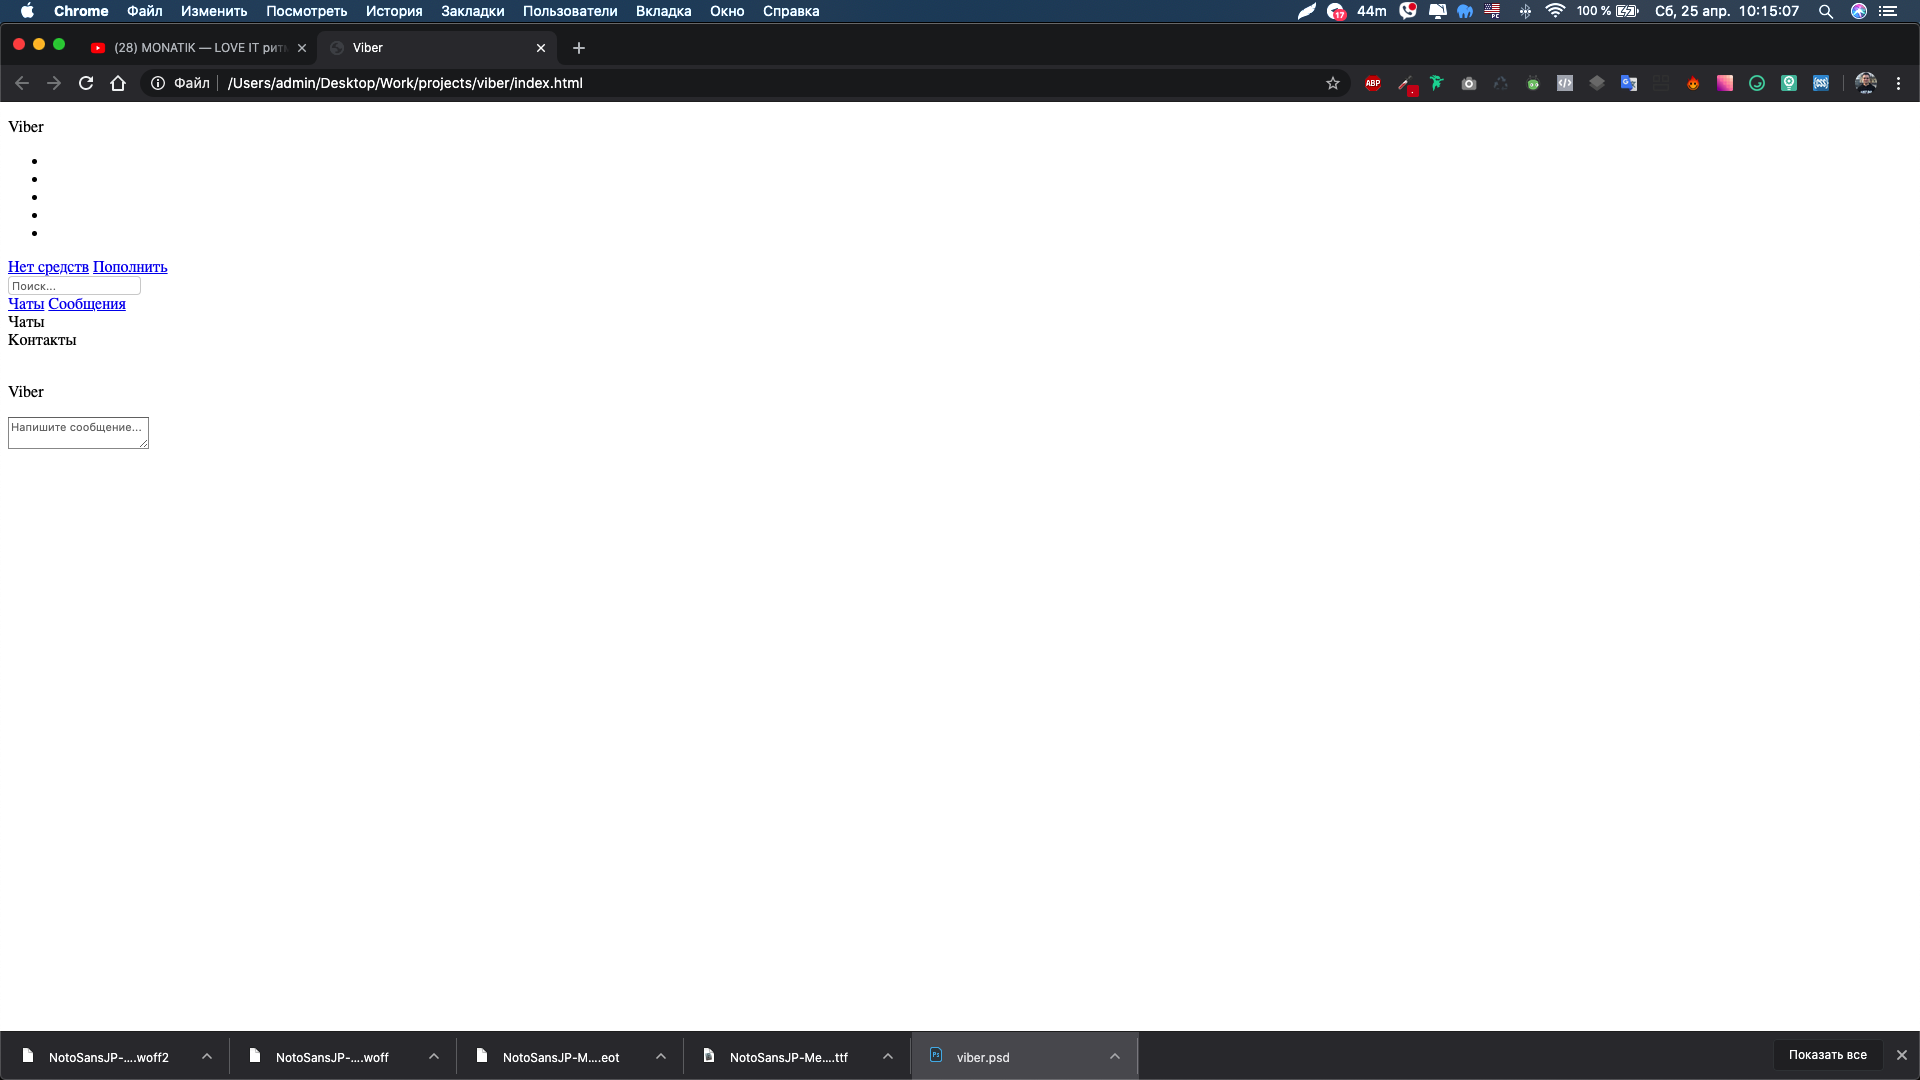 Chrome Файл Изменить Посмотреть История Закладки Пользователи Вкладка Окно Справка 17 44m 100 % Сб, 25 апр. 10:15:07
(28) MONATIK — LOVE IT ритм Viber
Файл /Users/admin/Desktop/Work/projects/viber/index.html ABP
Viber
Нет средств Пополнить
Поиск...
Чаты Сообщения
Чаты
Контакты
Viber
Напишите сообщение...
NotoSansJP-....woff2 NotoSansJP-....woff NotoSansJP-M....eot NotoSansJP-Me....ttf viber.psd Показать все